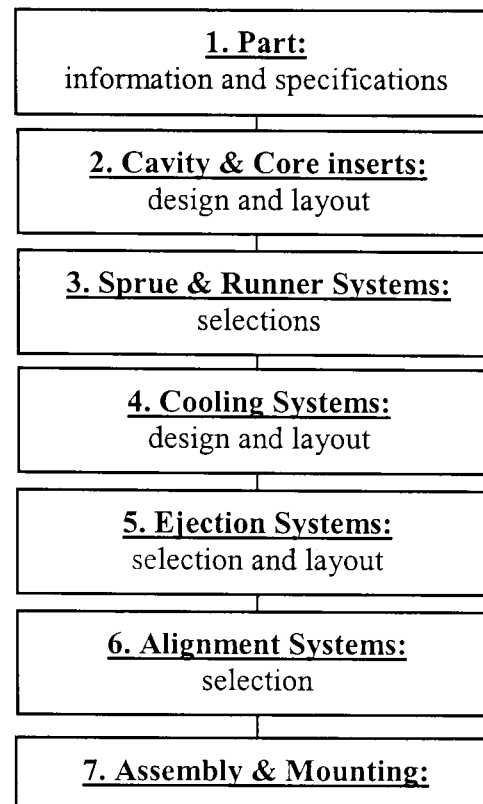 1. Part:
information and specifications
2. Cavity & Core inserts:
design and layout
3. Sprue & Runner Systems:
selections
4. Cooling Systems:
design and layout
5. Ejection Systems:
selection and layout
6. Alignment Systems:
selection
7. Assembly & Mounting: